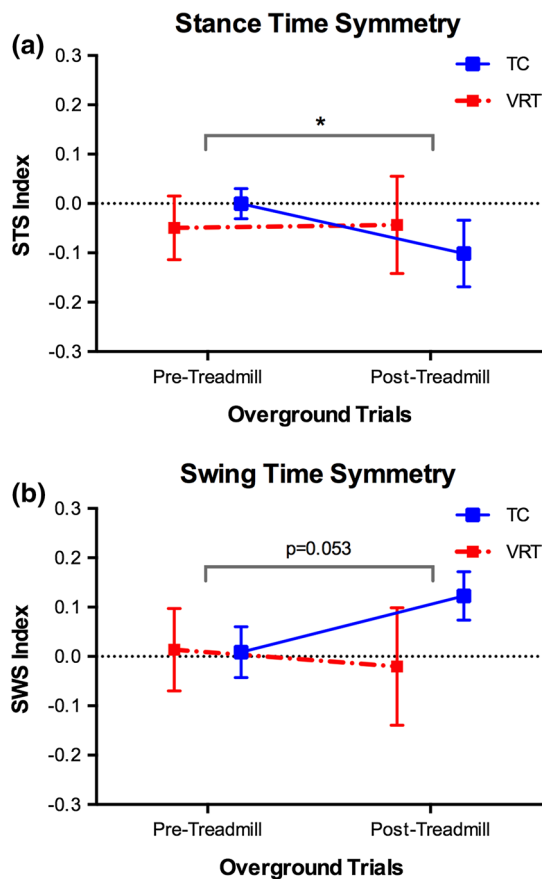 Stance Time Symmetry
(a)
0.3
0.2
0.1
0.0
-0.1
-0.2
-0.3
STS Index
TC
VRT
*
Pre-Treadmill Post-Treadmill
Overground Trials
Swing Time Symmetry
(b)
0.3
0.2
0.1
0.0
-0.1
-0.2
-0.3
SWS Index
TC
VRT
p=0.053
Pre-Treadmill Post-Treadmill
Overground Trials